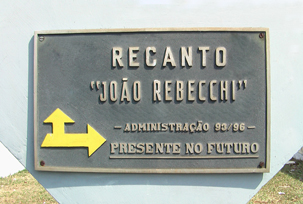 RECANTO
"JOÃO REBECCHI"
- ADMINISTRAÇÃO 93/96 -
PRESENTE NO FUTURO